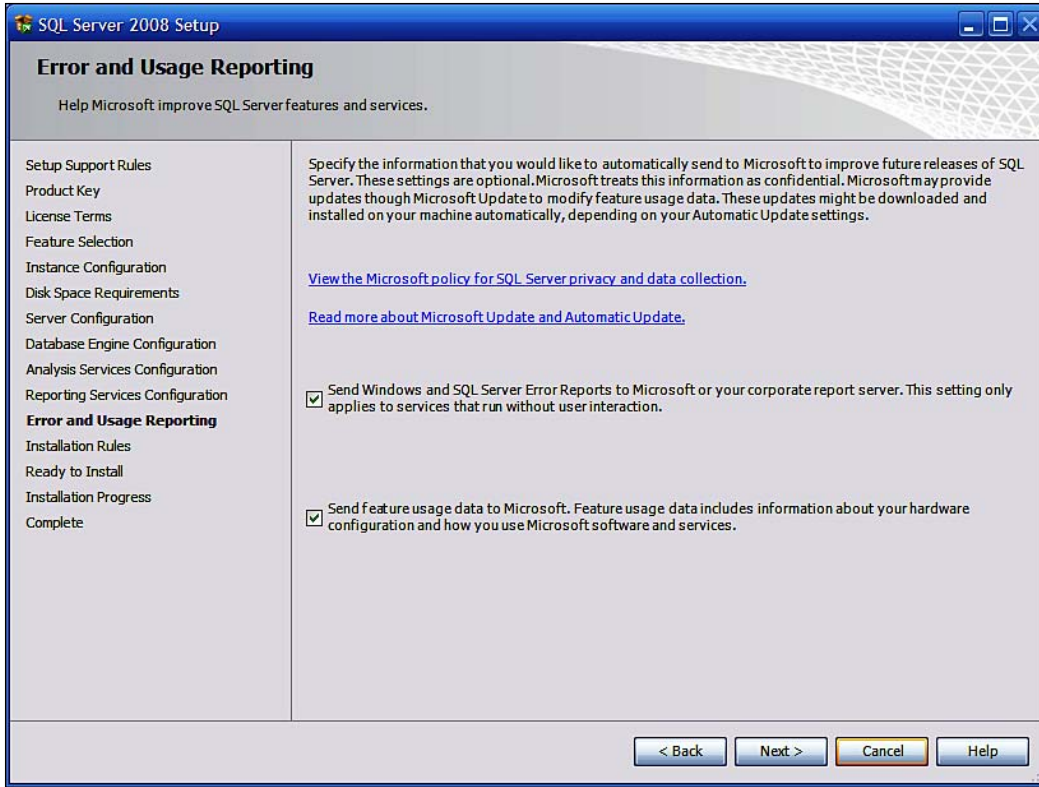 SQL Server 2008 Setup
Error and Usage Reporting
Help Microsoft improve SQL Server features and services.
Setup Support Rules
Product Key
License Terms
Feature Selection
Instance Configuration
Disk Space Requirements
Server Configuration
Database Engine Configuration
Analysis Services Configuration
Reporting Services Configuration
Error and Usage Reporting
Installation Rules
Ready to Install
Installation Progress
Complete
Specify the information that you would like to automatically send to Microsoft to improve future releases of SQL
Server. These settings are optional. Microsoft treats this information as confidential. Microsoft may provide
updates though Microsoft Update to modify feature usage data. These updates might be downloaded and
installed on your machine automatically, depending on your Automatic Update settings.
View the Microsoft policy for SQL Server privacy and data collection.
Read more about Microsoft Update and Automatic Update.
Send Windows and SQL Server Error Reports to Microsoft or your corporate report server. This setting only
applies to services that run without user interaction.
Send feature usage data to Microsoft. Feature usage data includes information about your hardware
configuration and how you use Microsoft software and services.
< Back
Next >
Cancel
Help